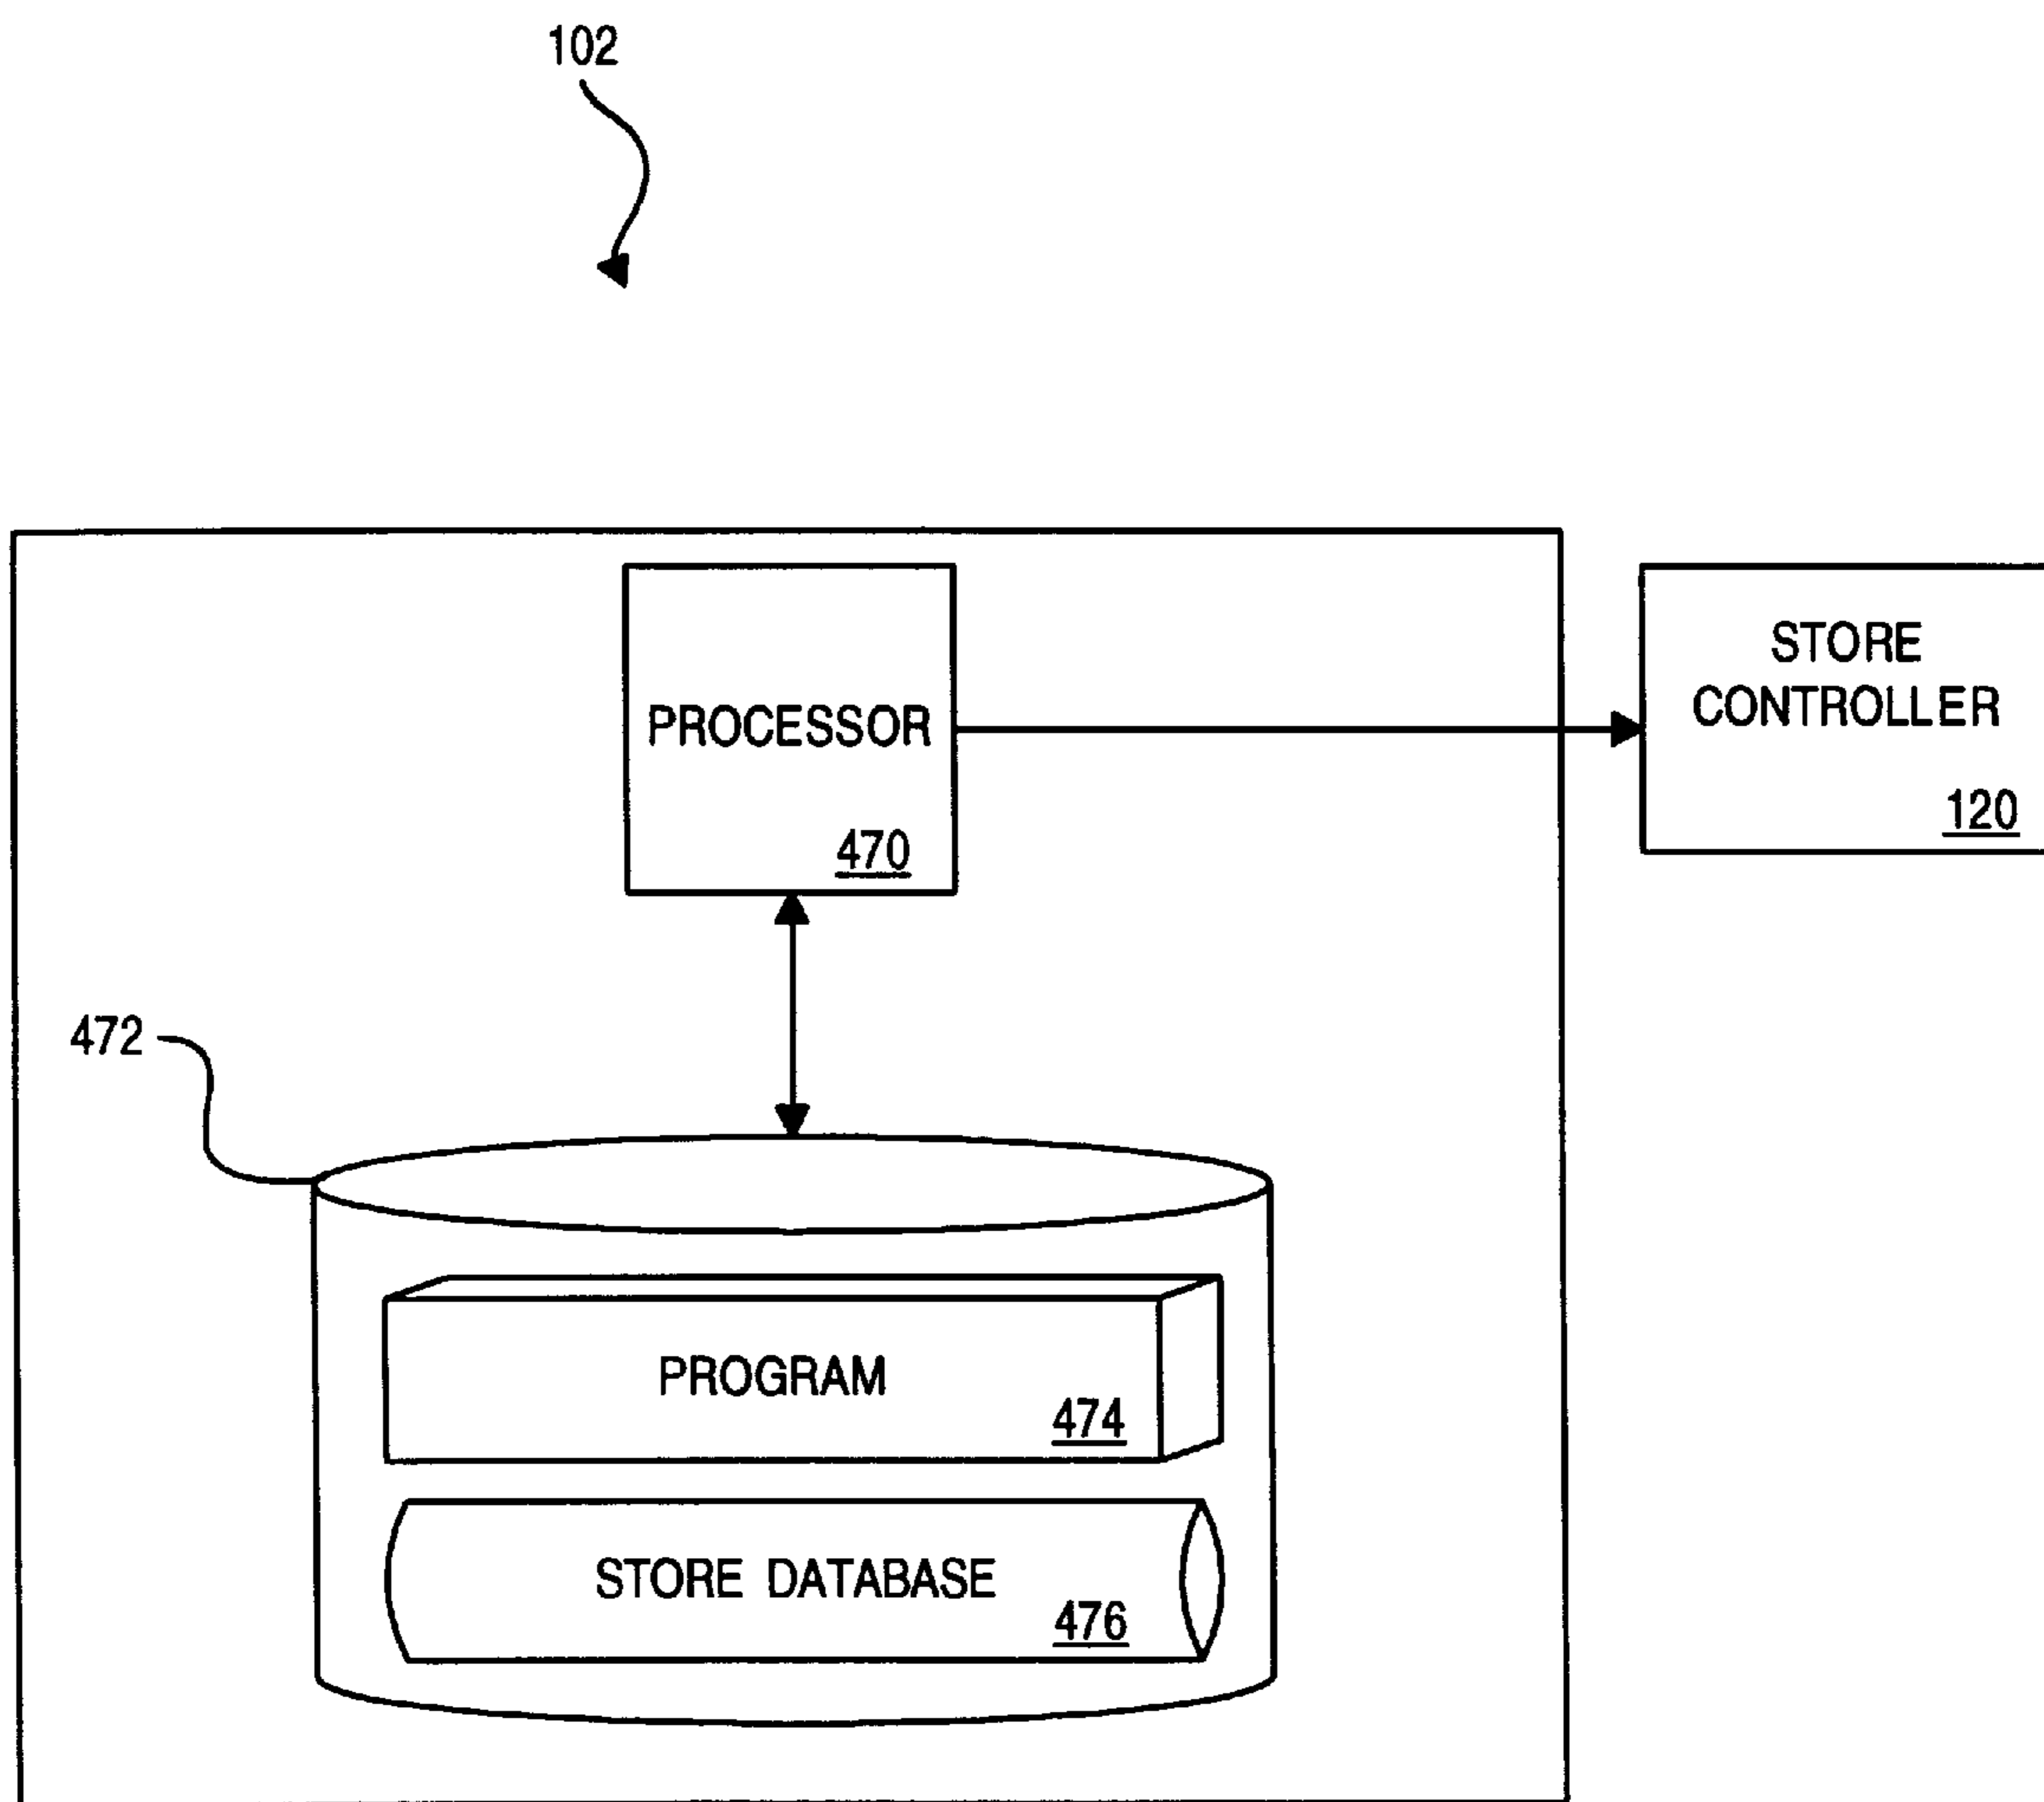 102
PROCESSOR
470
STORE
CONTROLLER
120
472
PROGRAM
474
STORE DATABASE
476